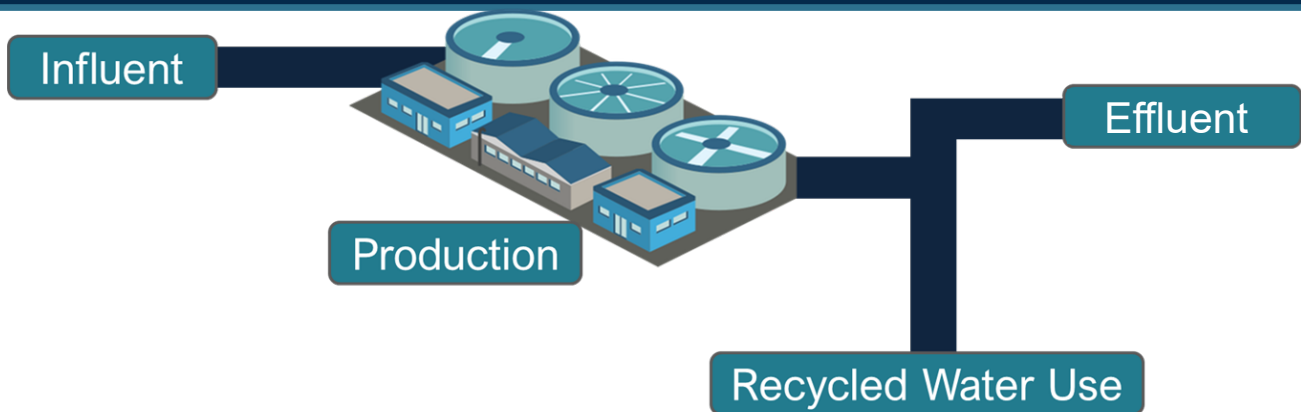 Influent
Effluent
Production
Recycled Water Use